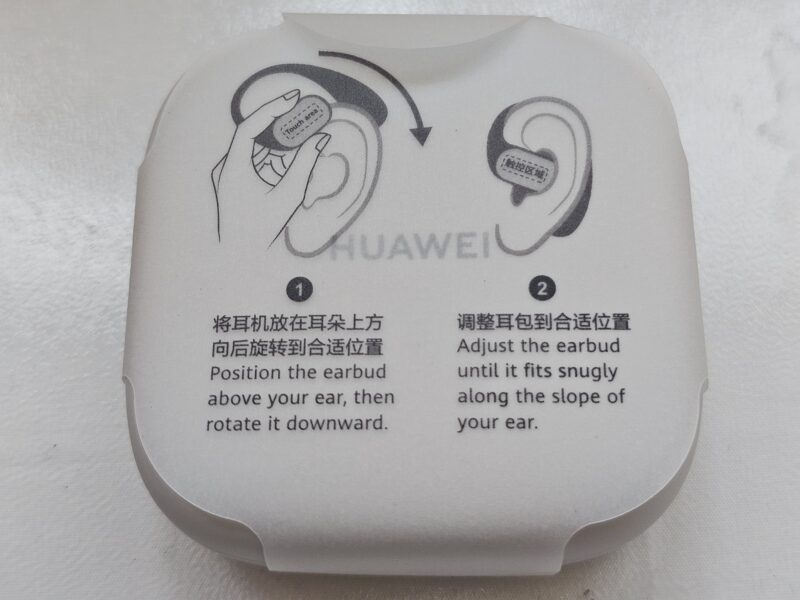 Touch area
触控区域
HUAWEI
1
将耳机放在耳朵上方
向后旋转到合适位置
Position the earbud
above your ear, then
rotate it downward.
2
调整耳包到合适位置
Adjust the earbud
until it fits snugly
along the slope of
your ear.